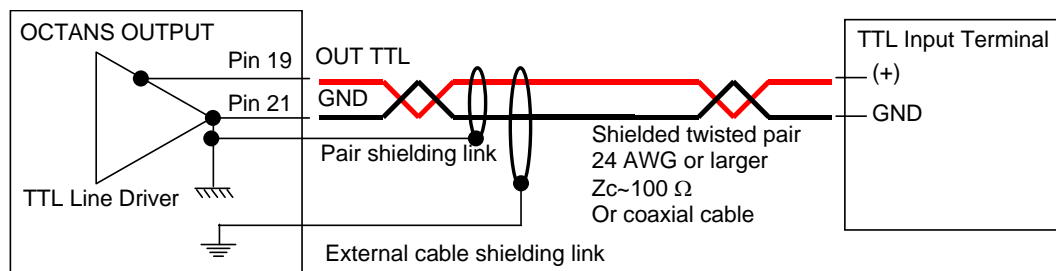 OCTANS OUTPUT
Pin 19
Pin 21
TTL Line Driver
OUT TTL
GND
Pair shielding link
External cable shielding link
Shielded twisted pair
24 AWG or larger
Zc~100 Ω
Or coaxial cable
TTL Input Terminal
(+)
GND